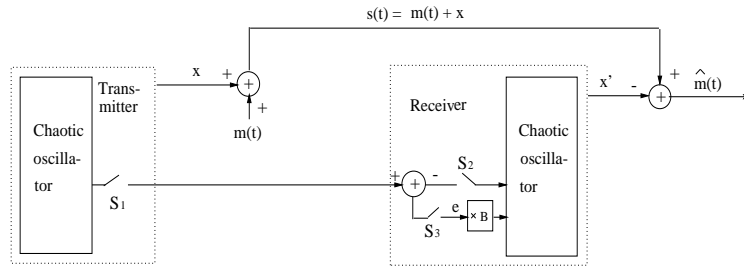 s(t) = m(t) + x
x
+
+
m(t)
Trans-
mitter
Chaotic
oscilla-
tor
S1
Receiver
+
-
S2
S3
e
× B
Chaotic
oscilla-
tor
x'
-
+
+
+
^
m(t)
+